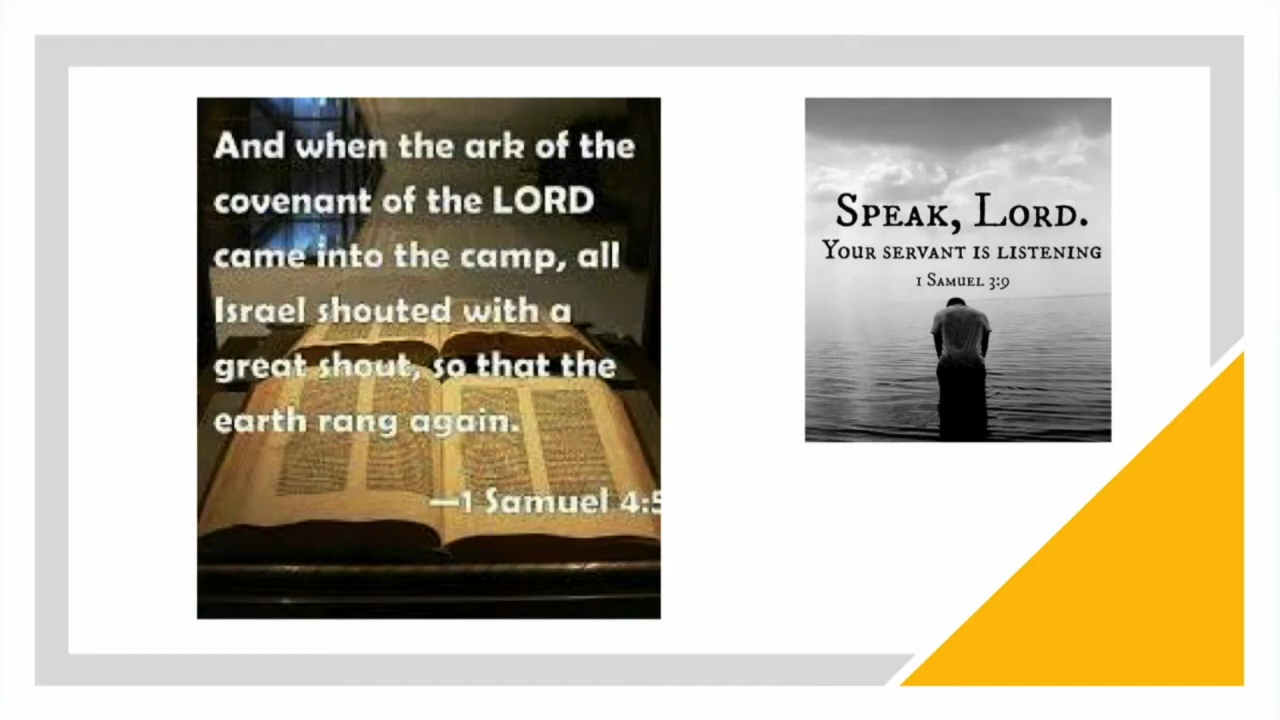 And when the ark of the
covenant of the LORD
came into the camp, all
Israel shouted with a
great shout, so that the
earth rang again.
—1 Samuel 4:5
Speak, Lord.
Your servant is listening
1 Samuel 3:9